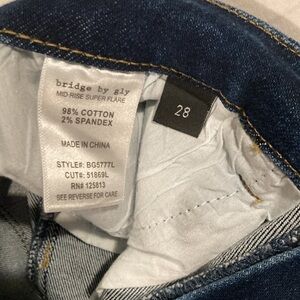 bridge by gly
MID-RISE SUPER FLARE
98% COTTON
2% SPANDEX
MADE IN CHINA
STYLE#: BG5777L
CUT#: 51869L
RN# 125813
SEE REVERSE FOR CARE
28